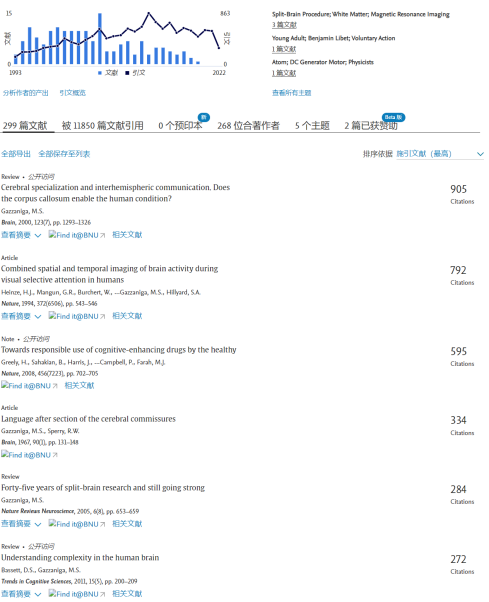 15
863
文献
引文
0
0
1993
2022
文献 引文
分析作者的产出 引文概览
Split-Brain Procedure; White Matter; Magnetic Resonance Imaging
3 篇文献
Young Adult; Benjamin Libet; Voluntary Action
1 篇文献
Atom; DC Generator Motor; Physicists
1 篇文献
查看所有主题
新
Beta 版
299 篇文献 被 11850 篇文献引用 0 个预印本 268 位合著作者 5 个主题 2 篇已获赞助
全部导出 全部保存至列表
排序依据 施引文献（最高）
Review • 公开访问
Cerebral specialization and interhemispheric communication. Does
the corpus callosum enable the human condition?
Gazzaniga, M.S.
Brain, 2000, 123(7), pp. 1293–1326
905
Citations
查看摘要 Find it@BNU 相关文献
Article
Combined spatial and temporal imaging of brain activity during
visual selective attention in humans
Heinze, H.J., Mangun, G.R., Burchert, W., ...Gazzaniga, M.S., Hillyard, S.A.
Nature, 1994, 372(6506), pp. 543–546
792
Citations
查看摘要 Find it@BNU 相关文献
Note • 公开访问
Towards responsible use of cognitive-enhancing drugs by the healthy
Greely, H., Sahakian, B., Harris, J., ...Campbell, P., Farah, M.J.
Nature, 2008, 456(7223), pp. 702–705
595
Citations
Find it@BNU 相关文献
Article
Language after section of the cerebral commissures
Gazzaniga, M.S., Sperry, R.W.
Brain, 1967, 90(1), pp. 131–148
334
Citations
Find it@BNU
Review
Forty-five years of split-brain research and still going strong
Gazzaniga, M.S.
Nature Reviews Neuroscience, 2005, 6(8), pp. 653–659
284
Citations
查看摘要 Find it@BNU 相关文献
Review • 公开访问
Understanding complexity in the human brain
Bassett, D.S., Gazzaniga, M.S.
Trends in Cognitive Sciences, 2011, 15(5), pp. 200–209
272
Citations
查看摘要 Find it@BNU 相关文献